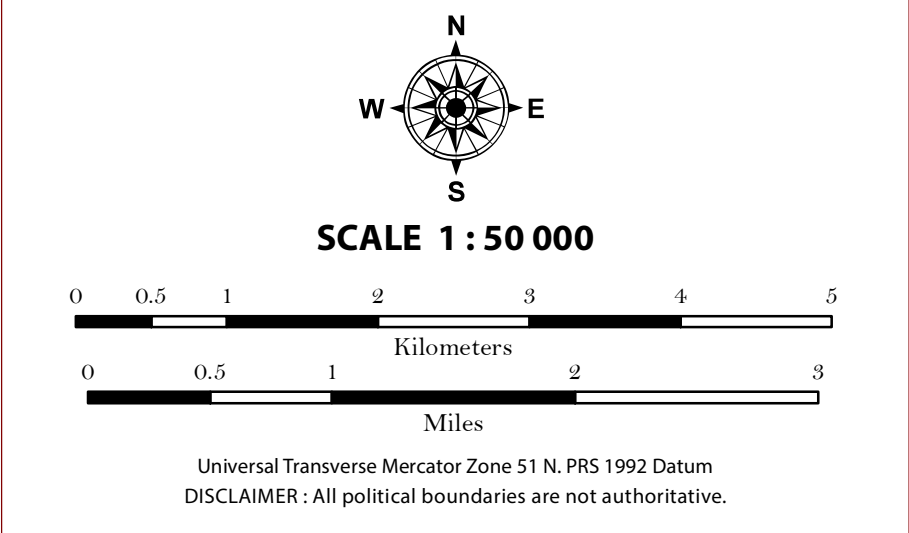 N
W E
S
SCALE 1 : 50 000
0 0.5 1 2 3 4 5
Kilometers
0 0.5 1 2 3
Miles
Universal Transverse Mercator Zone 51 N. PRS 1992 Datum
DISCLAIMER : All political boundaries are not authoritative.